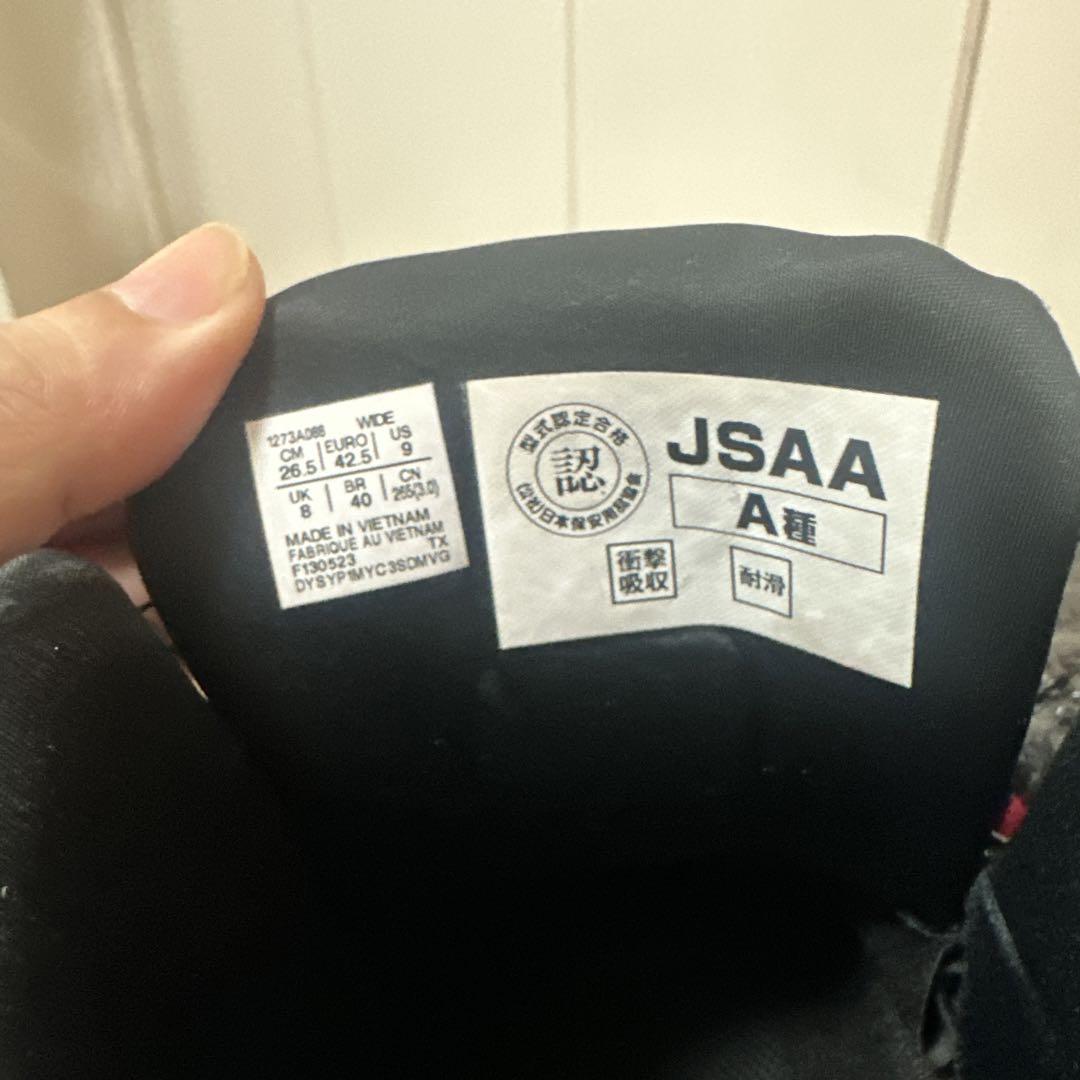 1273A086 WIDE
CM EURO US
26.5 42.5 9
UK BR CN
8 40 265(3.0)
MADE IN VIETNAM
FABRIQUE AU VIETNAM
F130523 TX
DYSYP1MYC3SDMVG
型式認定合格
認
(公社)日本保安用品協会
JSAA
A種
衝撃
吸収
耐滑